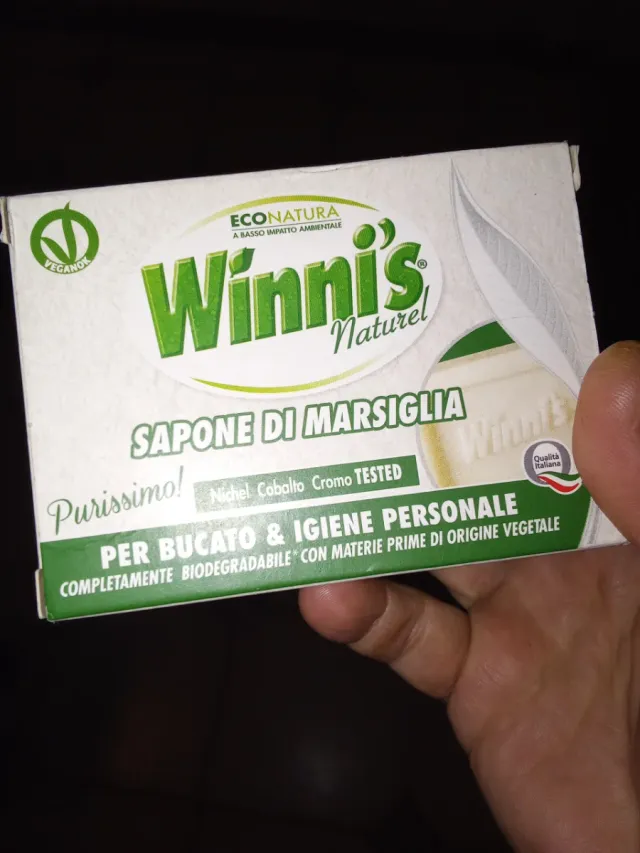 ECONATURA
A BASSO IMPATTO AMBIENTALE
VEGANOK
Winni's®
Naturel
SAPONE DI MARSIGLIA
Winni's
Qualità
Italiana
Purissimo!
Nichel Cobalto Cromo TESTED
PER BUCATO & IGIENE PERSONALE
COMPLETAMENTE BIODEGRADABILE* CON MATERIE PRIME DI ORIGINE VEGETALE